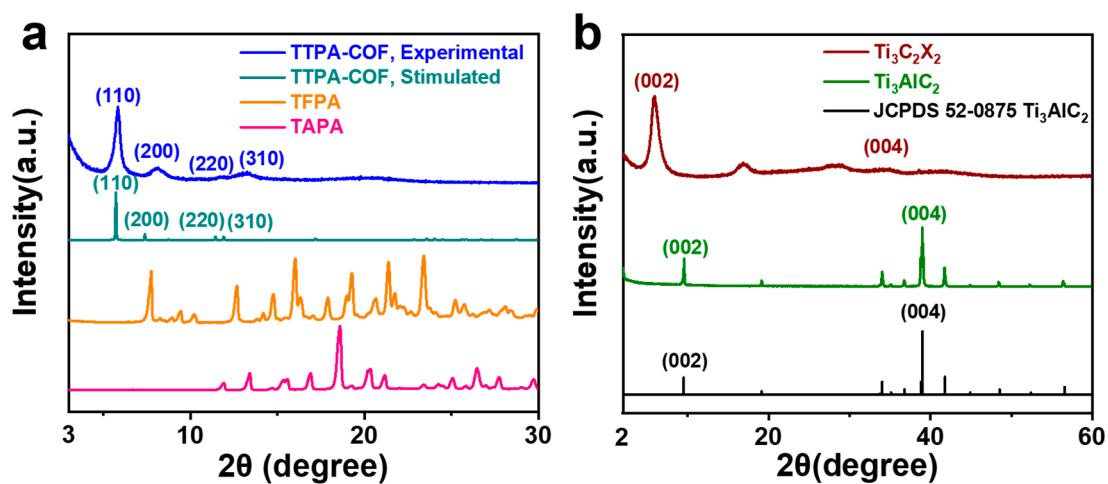 a
TTPA-COF, Experimental
TTPA-COF, Stimulated
TFPA
TAPA
(110)
(200)
(220)
(310)
(110)
(200)
(220)
(310)
Intensity(a.u.)
3
10
20
30
2θ (degree)
b
Ti₃C₂X₂
Ti₃AlC₂
JCPDS 52-0875 Ti₃AlC₂
(002)
(004)
(002)
(004)
(002)
(004)
Intensity(a.u.)
2
20
40
60
2θ(degree)